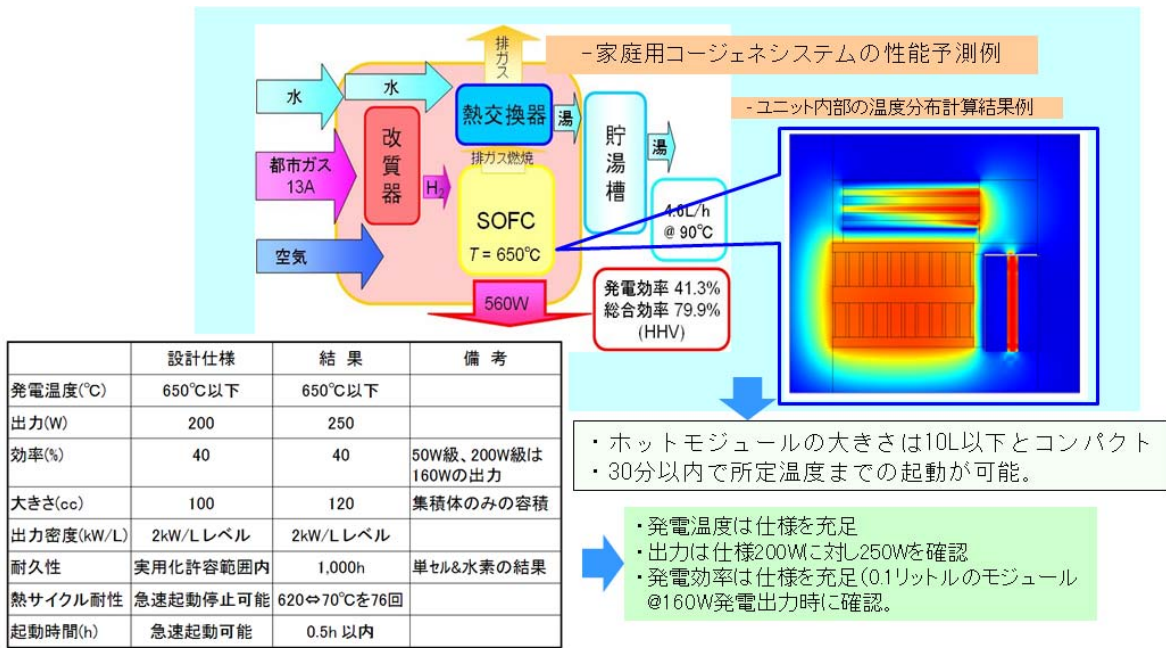 -家庭用コージェネシステムの性能予測例
-ユニット内部の温度分布計算結果例
排ガス
水
水
熱交換器
湯
貯湯槽
湯
改質器
都市ガス
13A
H₂
排ガス燃焼
SOFC
T = 650℃
4.6L/h
@ 90℃
空気
560W
発電効率 41.3%
総合効率 79.9%
(HHV)
設計仕様 結 果 備 考
発電温度(℃) 650℃以下 650℃以下
出力(W) 200 250
効率(%) 40 40 50W級、200W級は
160Wの出力
大きさ(cc) 100 120 集積体のみの容積
出力密度(kW/L) 2kW/Lレベル 2kW/Lレベル
耐久性 実用化許容範囲内 1,000h 単セル&水素の結果
熱サイクル耐性 急速起動停止可能 620⇔70℃を76回
起動時間(h) 急速起動可能 0.5h 以内
・ホットモジュールの大きさは10L以下とコンパクト
・30分以内で所定温度までの起動が可能。
・発電温度は仕様を充足
・出力は仕様200Wに対し250Wを確認
・発電効率は仕様を充足(0.1リットルのモジュール
@160W発電出力時に確認。